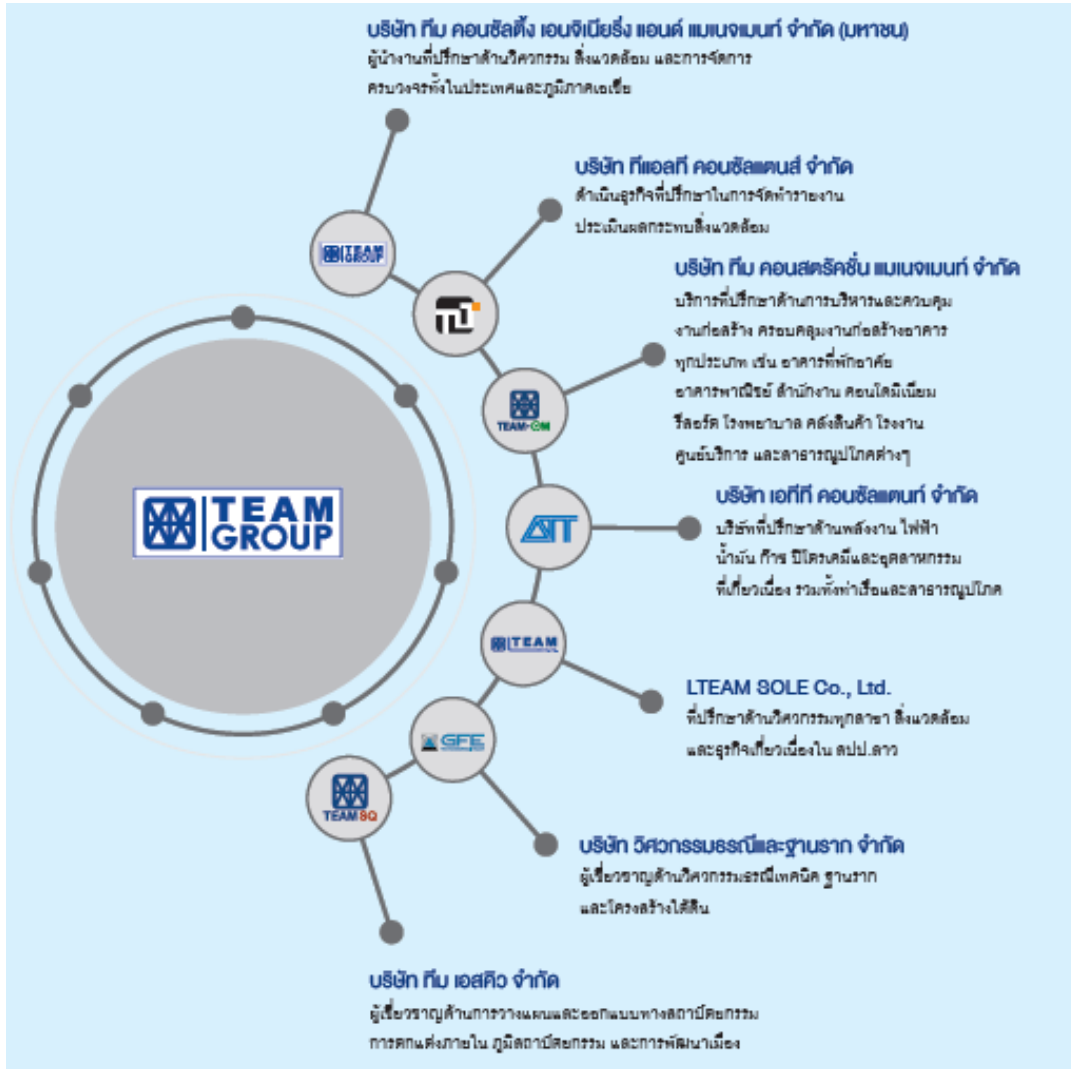 บริษัท ทีม คอนซัลติ้ง เอนจิเนียริ่ง แอนด์ แมเนจเมนท์ จำกัด (มหาชน)
ผู้นำงานที่ปรึกษาด้านวิศวกรรม สิ่งแวดล้อม และการจัดการ
ครบวงจรทั้งในประเทศและภูมิภาคเอเชีย
TEAM
GROUP
บริษัท ทีแอลที คอนซัลแตนส์ จำกัด
ดำเนินธุรกิจที่ปรึกษาในการจัดทำรายงาน
ประเมินผลกระทบสิ่งแวดล้อม
TLT
บริษัท ทีม คอนสตรัคชั่น แมเนจเมนท์ จำกัด
บริการที่ปรึกษาด้านการบริหารและควบคุม
งานก่อสร้าง ครอบคลุมงานก่อสร้างอาคาร
ทุกประเภท เช่น อาคารที่พักอาศัย
อาคารพาณิชย์ สำนักงาน คอนโดมิเนียม
รีสอร์ต โรงพยาบาล คลังสินค้า โรงงาน
ศูนย์บริการ และสาธารณูปโภคต่างๆ
TEAM-CM
TEAM
GROUP
บริษัท เอทีที คอนซัลแตนท์ จำกัด
บริษัทที่ปรึกษาด้านพลังงาน ไฟฟ้า
น้ำมัน ก๊าซ ปิโตรเคมีและอุตสาหกรรม
ที่เกี่ยวเนื่อง รวมทั้งท่าเรือและสาธารณูปโภค
ATT
TEAM
LTEAM SOLE Co., Ltd.
ที่ปรึกษาด้านวิศวกรรมทุกสาขา สิ่งแวดล้อม
และธุรกิจเกี่ยวเนื่องใน สปป.ลาว
GFE
บริษัท วิศวกรรมธรณีและฐานราก จำกัด
ผู้เชี่ยวชาญด้านวิศวกรรมธรณีเทคนิค ฐานราก
และโครงสร้างใต้ดิน
TEAM SQ
บริษัท ทีม เอสคิว จำกัด
ผู้เชี่ยวชาญด้านการวางแผนและออกแบบทางสถาปัตยกรรม
การตกแต่งภายใน ภูมิสถาปัตยกรรม และการพัฒนาเมือง